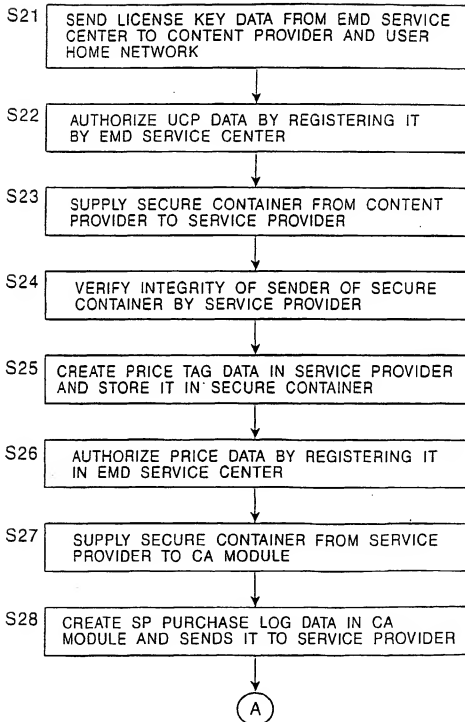 S21
SEND LICENSE KEY DATA FROM EMD SERVICE
CENTER TO CONTENT PROVIDER AND USER
HOME NETWORK
S22
AUTHORIZE UCP DATA BY REGISTERING IT
BY EMD SERVICE CENTER
S23
SUPPLY SECURE CONTAINER FROM CONTENT
PROVIDER TO SERVICE PROVIDER
S24
VERIFY INTEGRITY OF SENDER OF SECURE
CONTAINER BY SERVICE PROVIDER
S25
CREATE PRICE TAG DATA IN SERVICE PROVIDER
AND STORE IT IN SECURE CONTAINER
S26
AUTHORIZE PRICE DATA BY REGISTERING IT
IN EMD SERVICE CENTER
S27
SUPPLY SECURE CONTAINER FROM SERVICE
PROVIDER TO CA MODULE
S28
CREATE SP PURCHASE LOG DATA IN CA
MODULE AND SENDS IT TO SERVICE PROVIDER
A